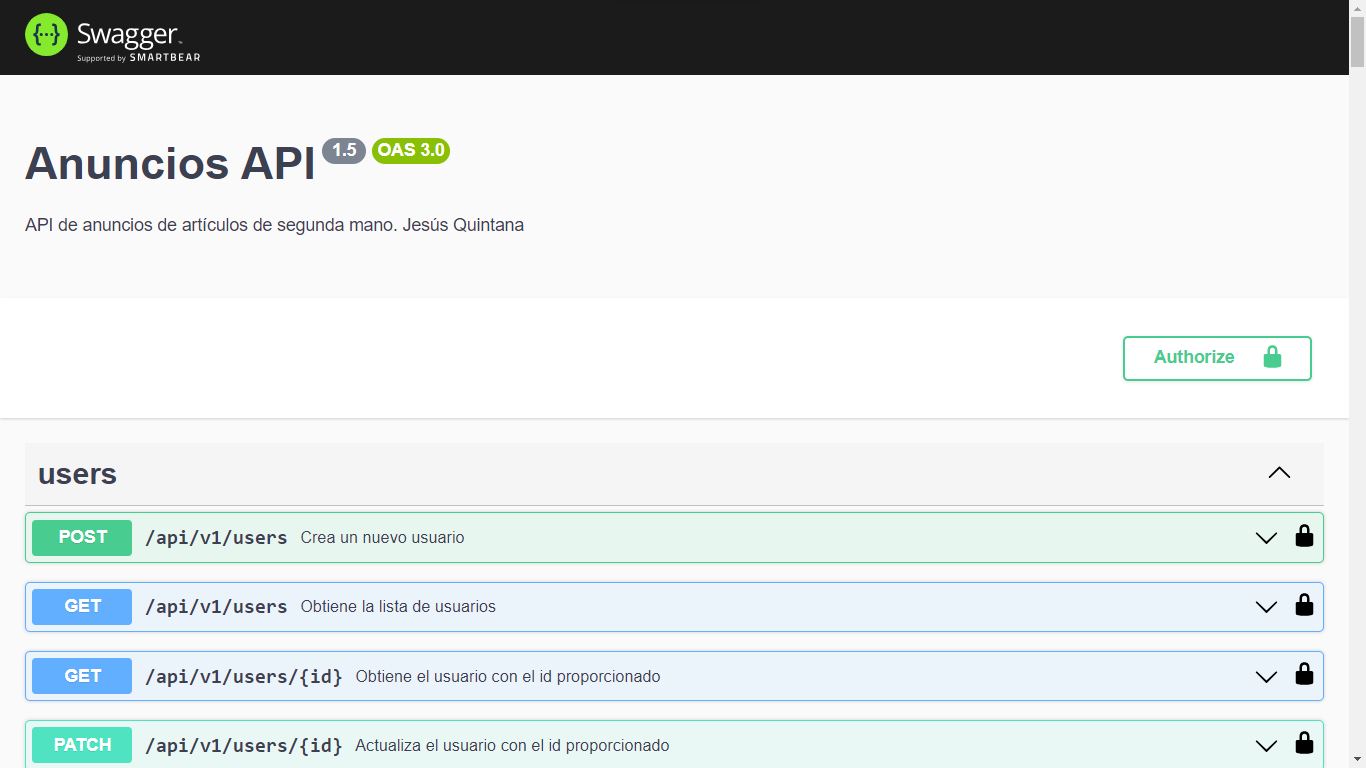 {···} Swagger™
Supported by SMARTBEAR
Anuncios API 1.5 OAS 3.0
API de anuncios de artículos de segunda mano. Jesús Quintana
Authorize
users
POST /api/v1/users Crea un nuevo usuario
GET /api/v1/users Obtiene la lista de usuarios
GET /api/v1/users/{id} Obtiene el usuario con el id proporcionado
PATCH /api/v1/users/{id} Actualiza el usuario con el id proporcionado